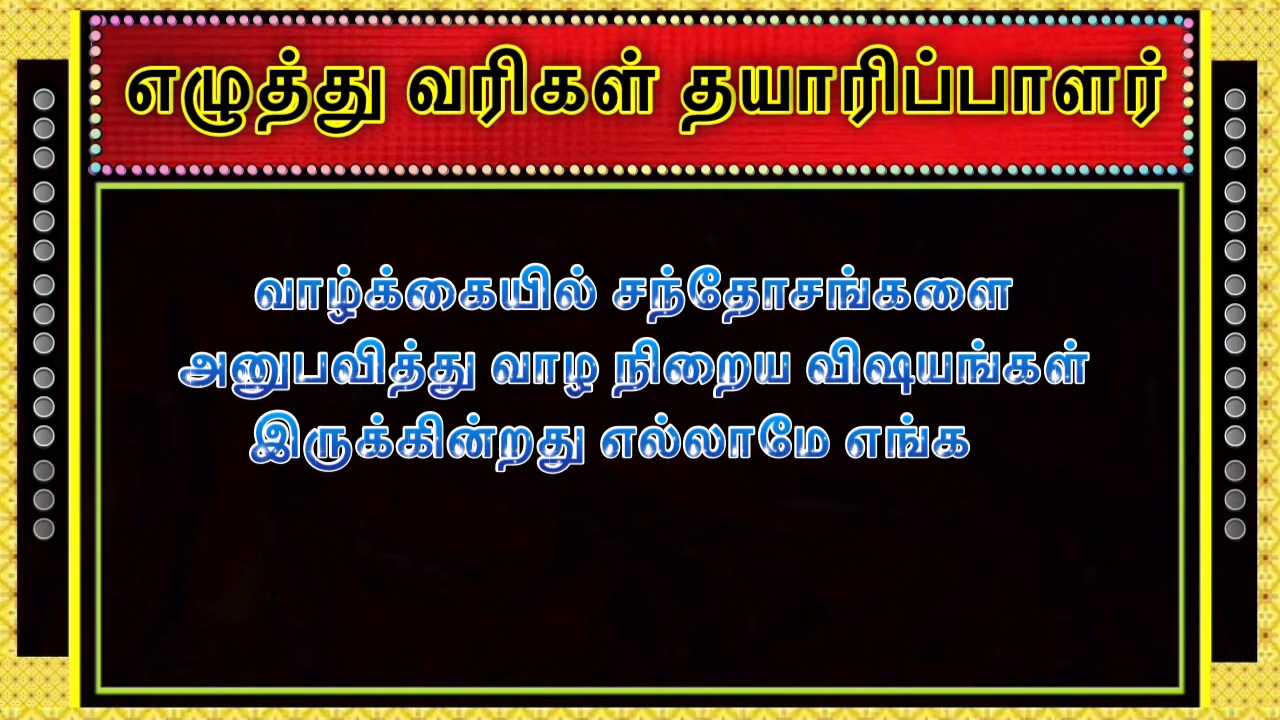 எழுத்து வரிகள் தயாரிப்பாளர்
வாழ்க்கையில் சந்தோசங்களை
அனுபவித்து வாழ நிறைய விஷயங்கள்
இருக்கின்றது எல்லாமே எங்க